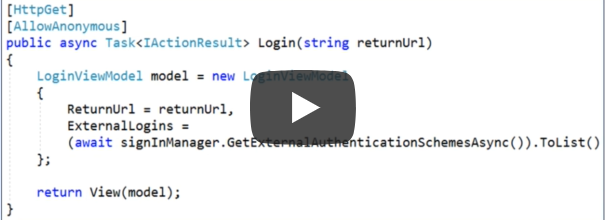 [HttpGet]
[AllowAnonymous]
public async Task<IActionResult> Login(string returnUrl)
{
LoginViewModel model = new LoginViewModel
{
ReturnUrl = returnUrl,
ExternalLogins =
(await signInManager.GetExternalAuthenticationSchemesAsync()).ToList()
};
return View(model);
}